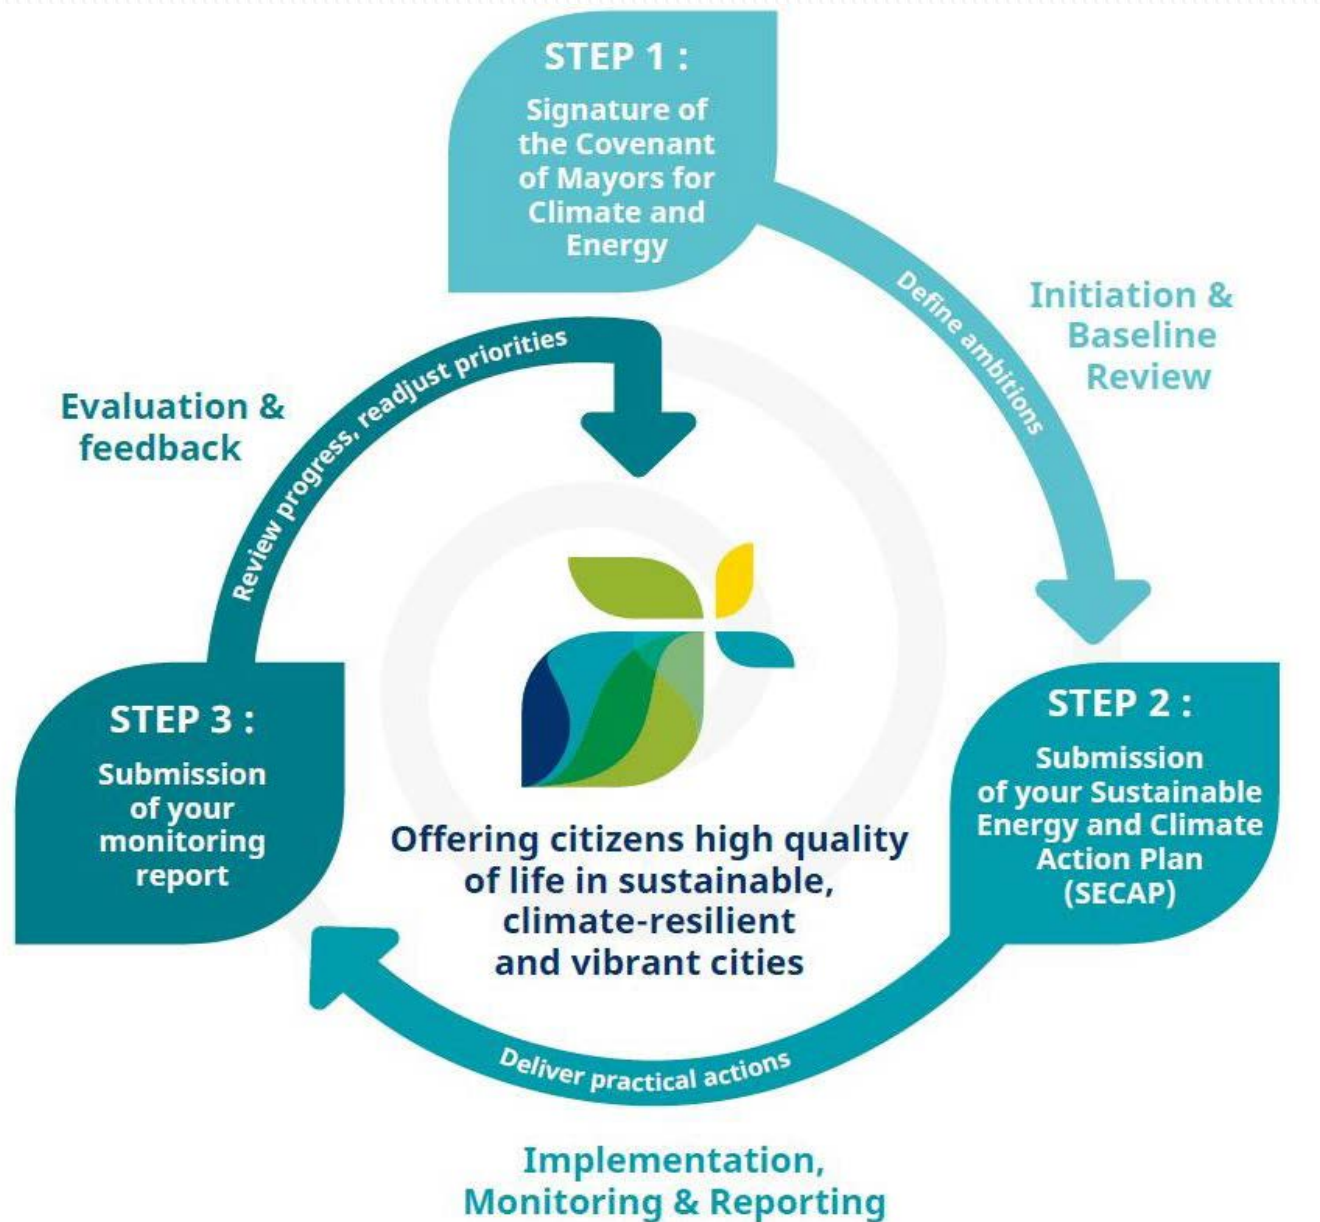 STEP 1 :
Signature of
the Covenant
of Mayors for
Climate and
Energy
Define ambitions
Initiation &
Baseline
Review
STEP 2 :
Submission
of your Sustainable
Energy and Climate
Action Plan
(SECAP)
Deliver practical actions
Implementation,
Monitoring & Reporting
STEP 3 :
Submission
of your
monitoring
report
Review progress, readjust priorities
Evaluation &
feedback
Offering citizens high quality
of life in sustainable,
climate-resilient
and vibrant cities